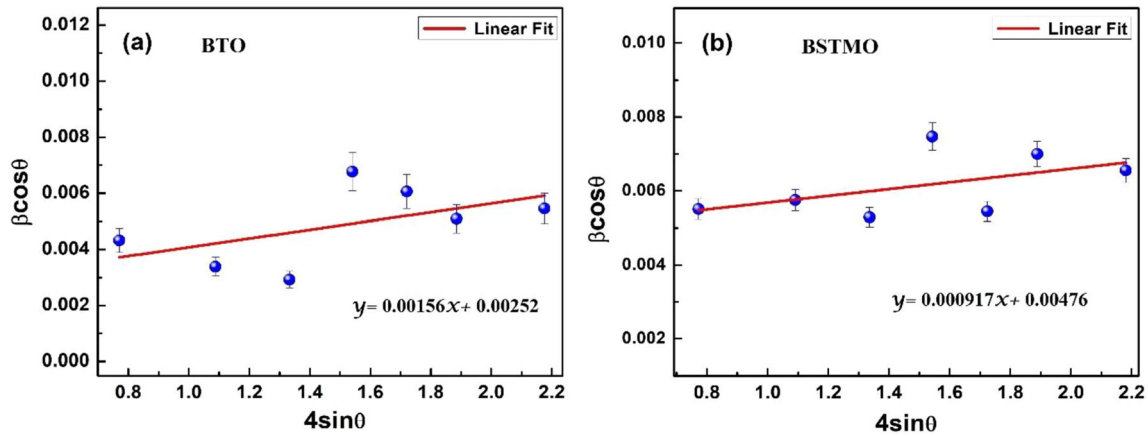 (a)
BTO
Linear Fit
0.012
0.010
0.008
0.006
0.004
0.002
0.000
βcosθ
y= 0.00156x+ 0.00252
0.8 1.0 1.2 1.4 1.6 1.8 2.0 2.2
4sinθ
(b)
BSTMO
Linear Fit
0.010
0.008
0.006
0.004
0.002
βcosθ
y= 0.000917x+ 0.00476
0.8 1.0 1.2 1.4 1.6 1.8 2.0 2.2
4sinθ